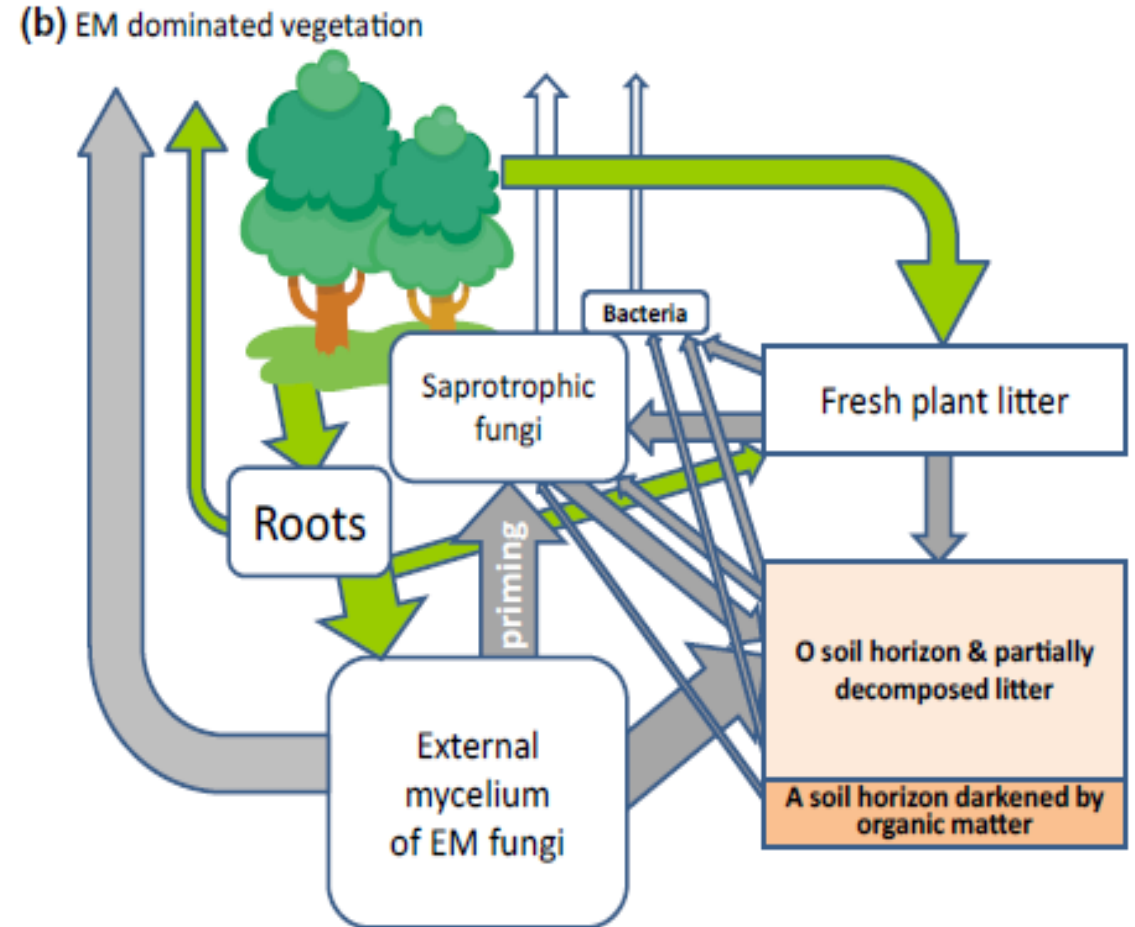 (b) EM dominated vegetation
Bacteria
Saprotrophic
fungi
Fresh plant litter
Roots
priming
O soil horizon & partially
decomposed litter
External
mycelium
of EM fungi
A soil horizon darkened by
organic matter